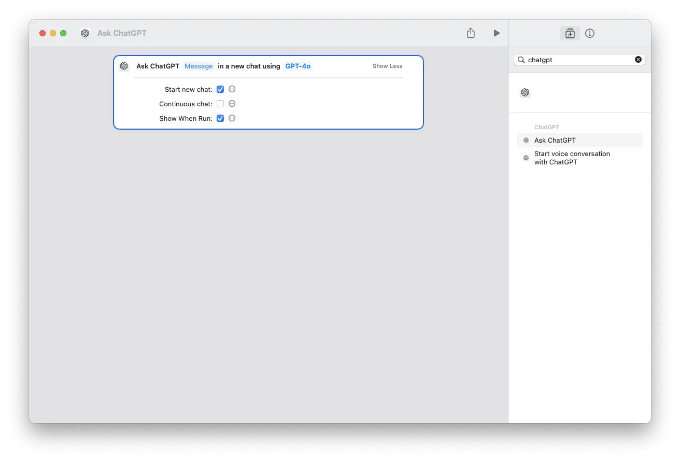 Ask ChatGPT
Ask ChatGPT Message in a new chat using GPT-4o Show Less
Start new chat:
Continuous chat:
Show When Run:
chatgpt
ChatGPT
Ask ChatGPT
Start voice conversation
with ChatGPT